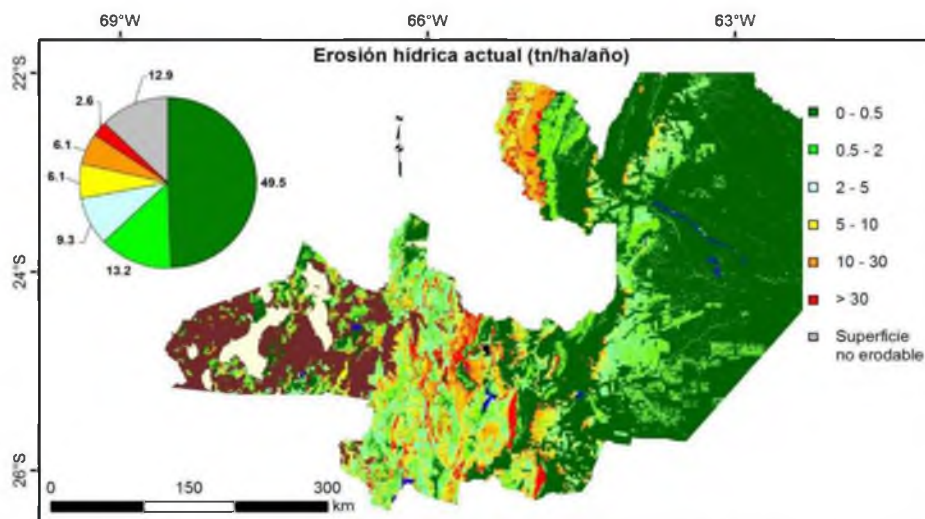 69°W 66°W 63°W
Erosión hídrica actual (tn/ha/año)
22°S
24°S
26°S
12.9
2.6
6.1
6.1
9.3
13.2
49.5
N
0 - 0.5
0.5 - 2
2 - 5
5 - 10
10 - 30
> 30
Superficie
no erodable
0 150 300
km